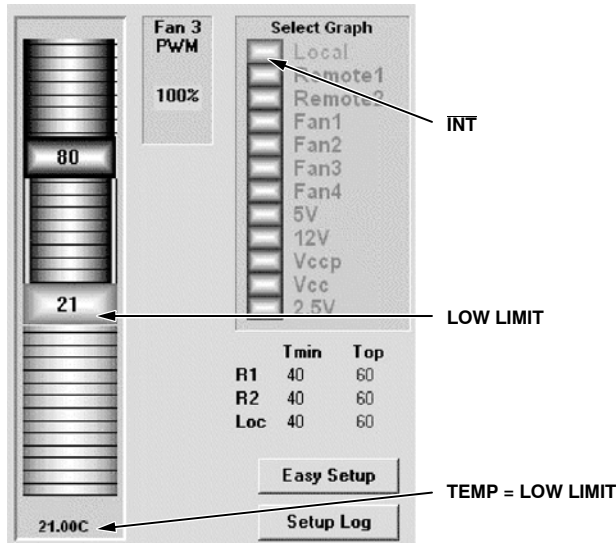 Fan 3
PWM
100%
80
21
21.00C
Select Graph
Local
Remote1
Remote2
Fan1
Fan2
Fan3
Fan4
5V
12V
Vccp
Vcc
2.5V
Tmin Top
R1 40 60
R2 40 60
Loc 40 60
Easy Setup
Setup Log
I̅N̅T̅
LOW LIMIT
TEMP = LOW LIMIT